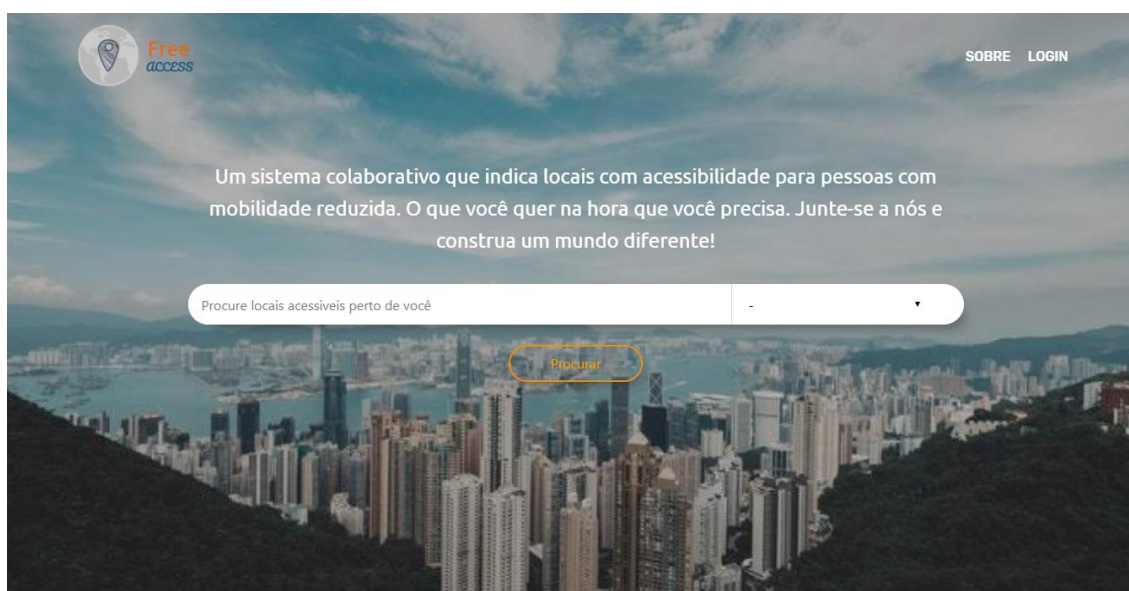 Free
access
SOBRE LOGIN
Um sistema colaborativo que indica locais com acessibilidade para pessoas com
mobilidade reduzida. O que você quer na hora que você precisa. Junte-se a nós e
construa um mundo diferente!
Procure locais acessiveis perto de você
-
Procurar